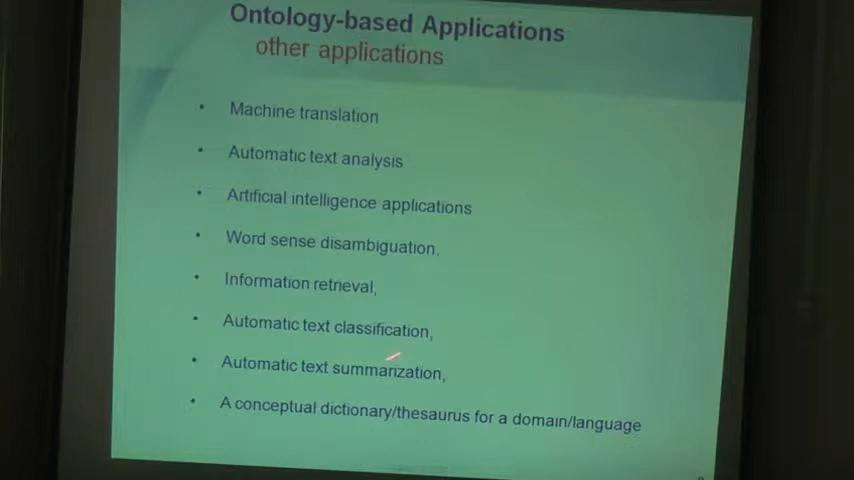 Ontology-based Applications
other applications
• Machine translation
• Automatic text analysis
• Artificial intelligence applications
• Word sense disambiguation,
• Information retrieval,
• Automatic text classification,
• Automatic text summarization,
• A conceptual dictionary/thesaurus for a domain/language